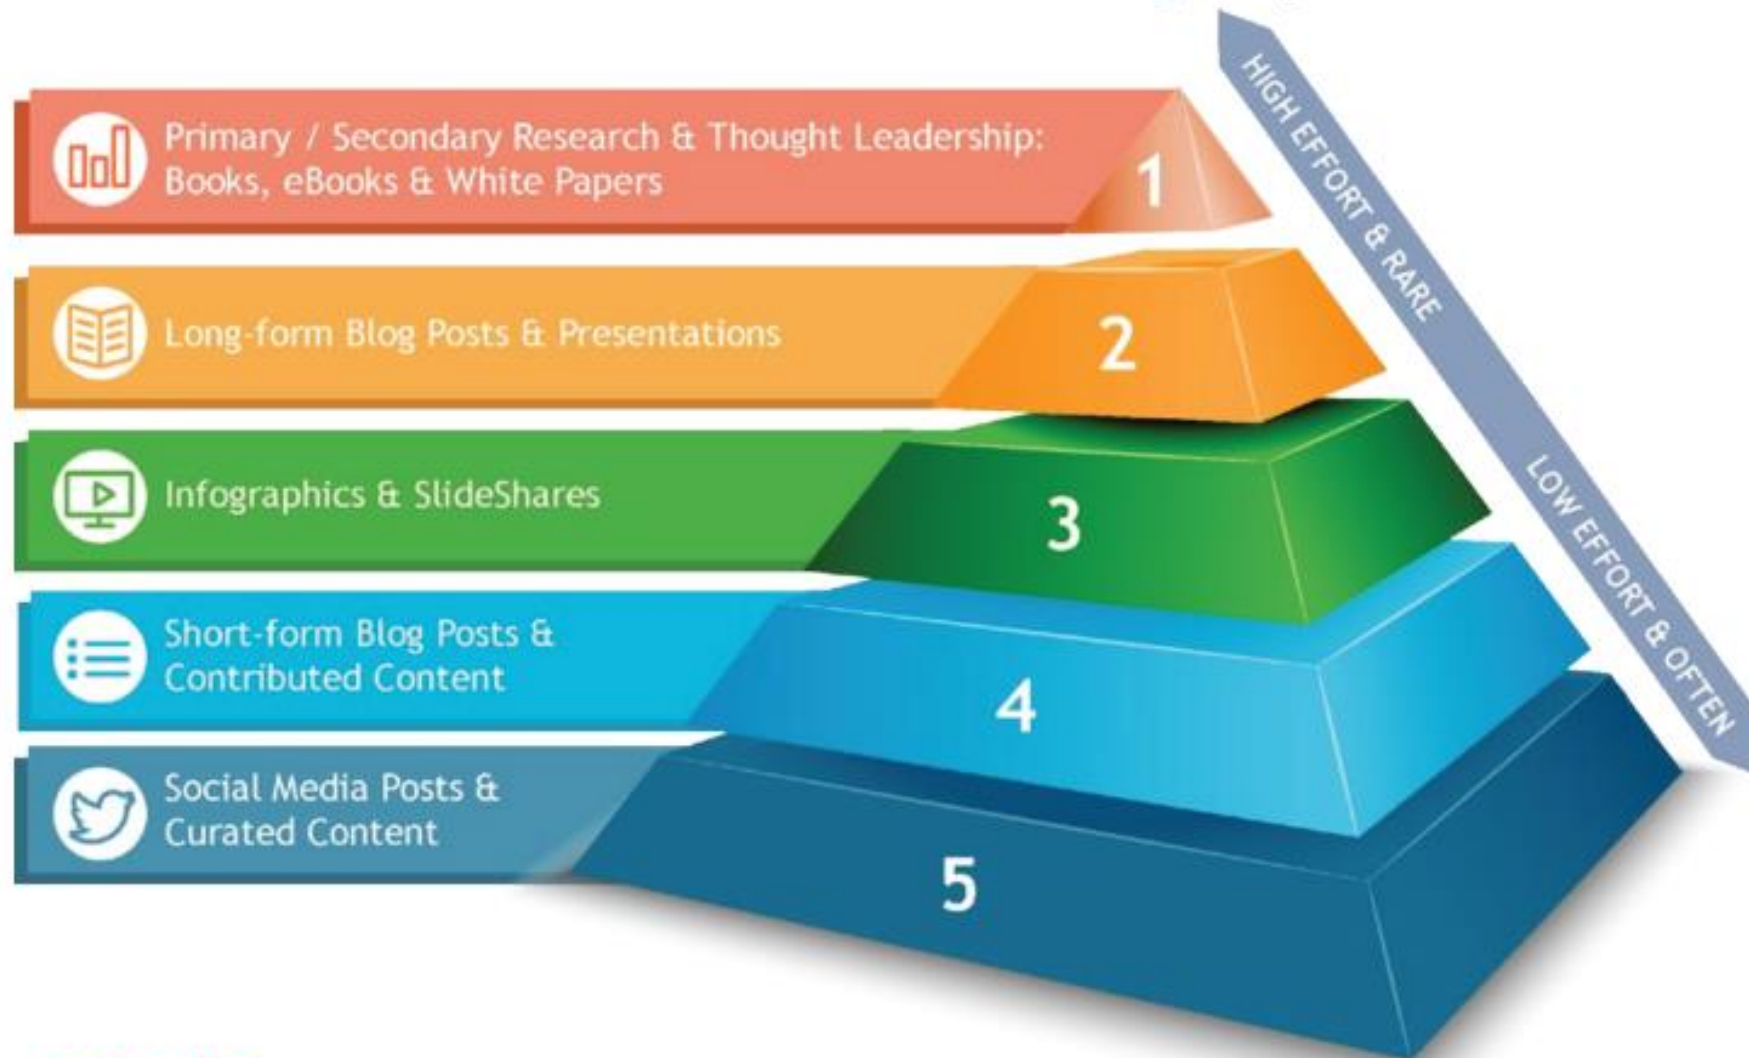 Primary / Secondary Research & Thought Leadership:
Books, eBooks & White Papers
1
HIGH EFFORT & RARE
Long-form Blog Posts & Presentations
2
Infographics & SlideShares
3
LOW EFFORT & OFTEN
Short-form Blog Posts &
Contributed Content
4
Social Media Posts &
Curated Content
5